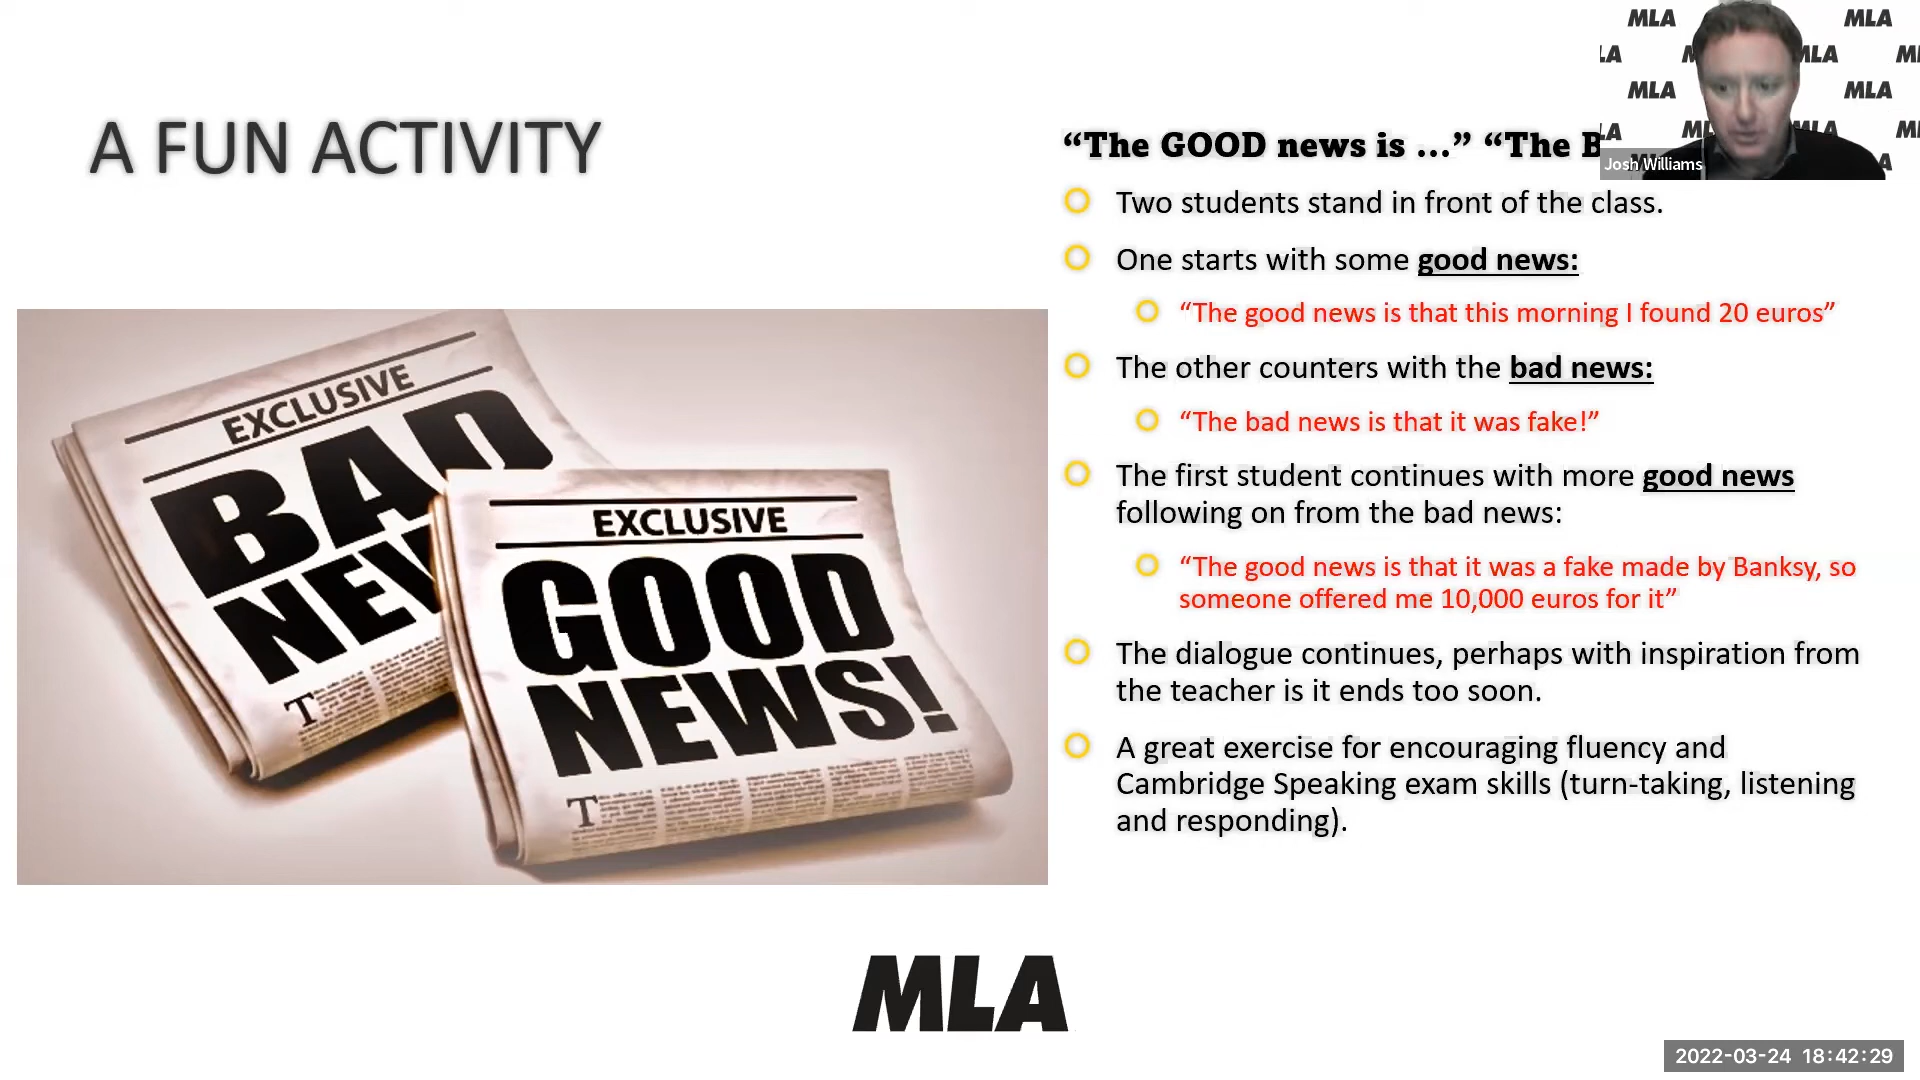 A FUN ACTIVITY
EXCLUSIVE
BAD
EXCLUSIVE
GOOD
NEWS!
“The GOOD news is …” “The
Two students stand in front of the class.
One starts with some good news:
“The good news is that this morning I found 20 euros”
The other counters with the bad news:
“The bad news is that it was fake!”
The first student continues with more good news
following on from the bad news:
“The good news is that it was a fake made by Banksy, so
someone offered me 10,000 euros for it”
The dialogue continues, perhaps with inspiration from
the teacher is it ends too soon.
A great exercise for encouraging fluency and
Cambridge Speaking exam skills (turn-taking, listening
and responding).
MLA
MLA MLA
MLA
MLA MLA
MLA
Josh Williams
2022-03-24 18:42:29